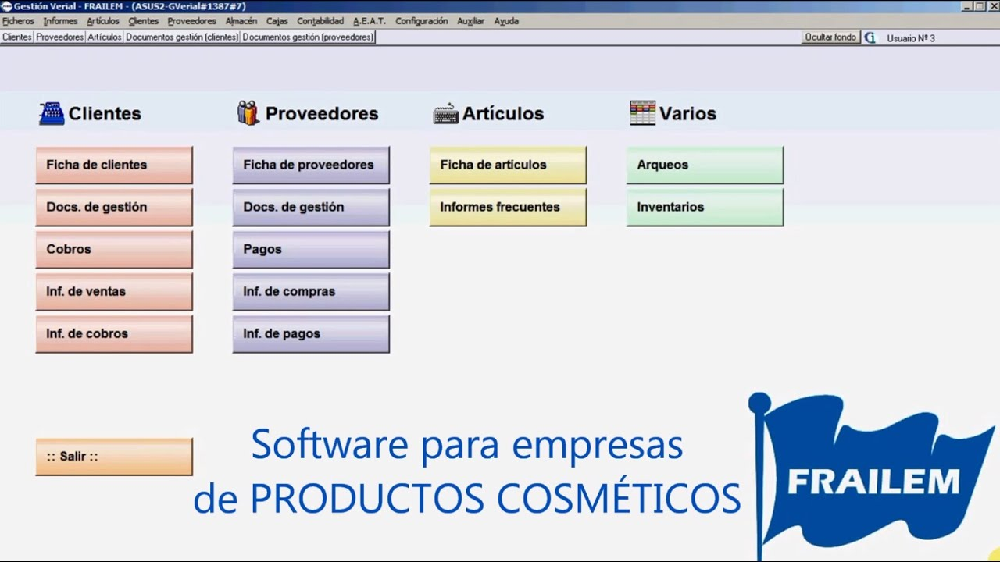 Gestión Verial - FRAILEM - (ASUS2-GVerial#1387#7)
Ficheros Informes Artículos Clientes Proveedores Almacén Cajas Contabilidad A.E.A.T. Configuración Auxiliar Ayuda
Clientes Proveedores Artículos Documentos gestión (clientes) Documentos gestión (proveedores) Ocultar fondo Usuario Nº 3
Clientes Proveedores Artículos Varios
Ficha de clientes Ficha de proveedores Ficha de artículos Arqueos
Docs. de gestión Docs. de gestión Informes frecuentes Inventarios
Cobros Pagos
Inf. de ventas Inf. de compras
Inf. de cobros Inf. de pagos
:: Salir ::
Software para empresas
de PRODUCTOS COSMÉTICOS
FRAILEM